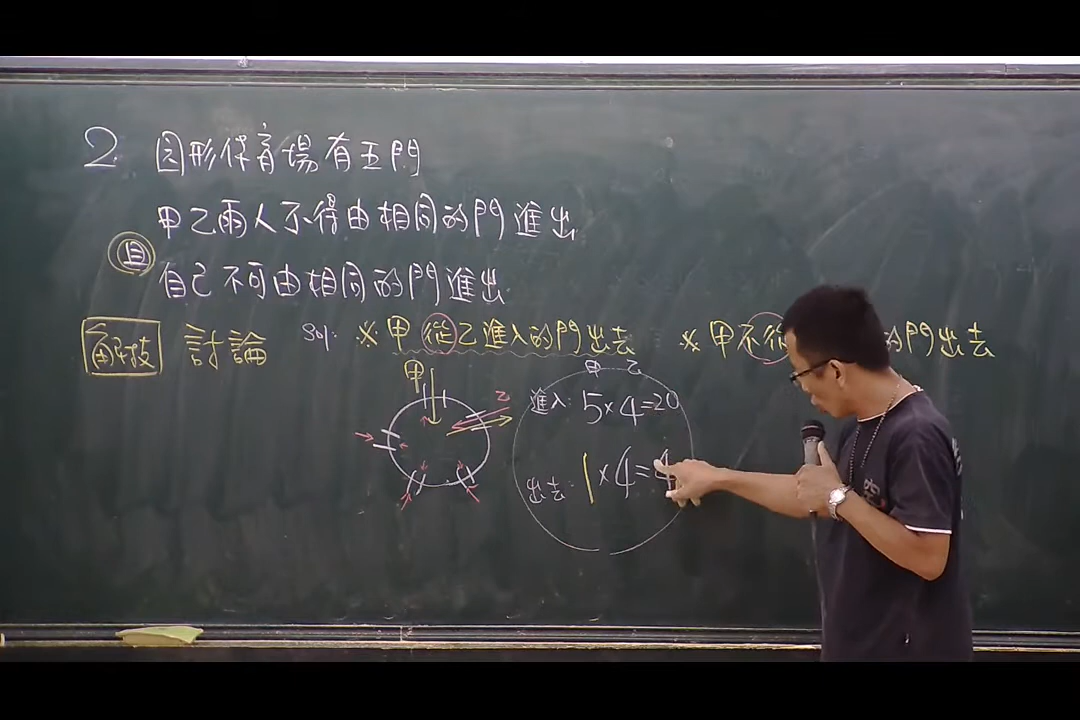 2 圆形体育場有五門
甲乙兩人不得由相同的門進出
且
自己不可由相同的門進出
解技 討論 Sol: ※甲從乙進入的門出去 ※甲不從 的門出去
甲
乙
甲 乙
進入: 5×4=20
出去: 1×4=4